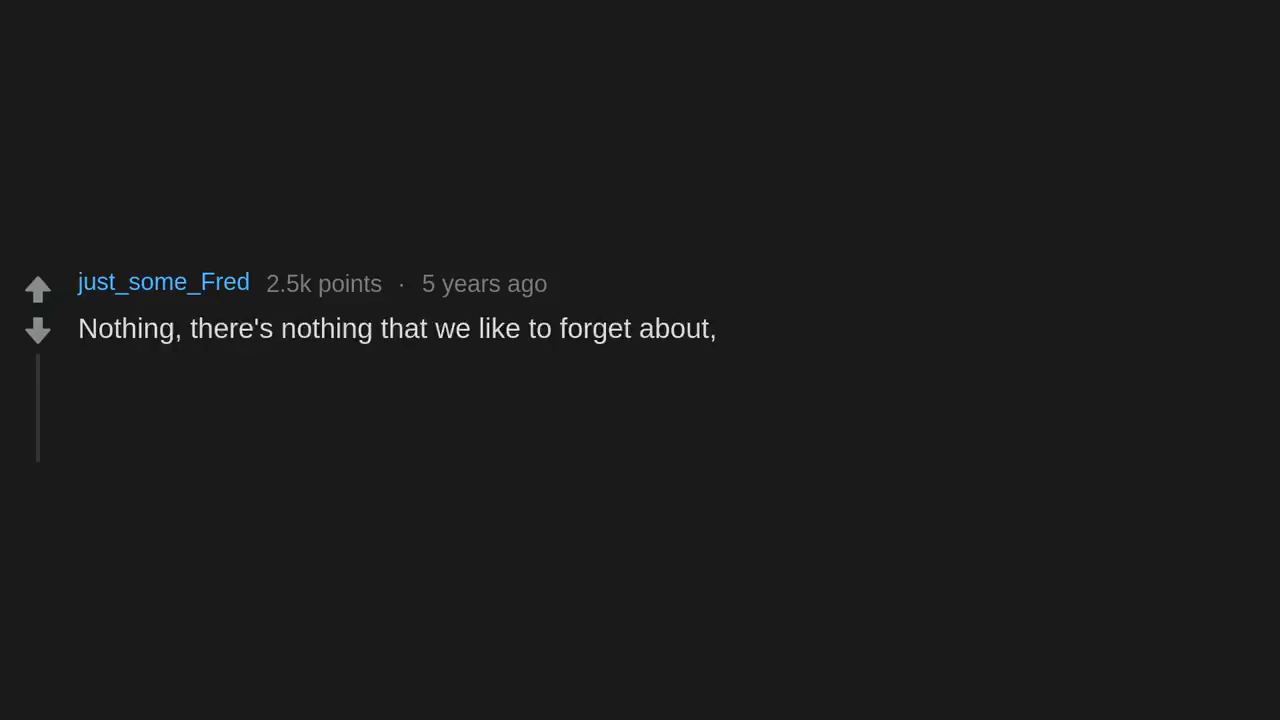 just_some_Fred 2.5k points · 5 years ago
Nothing, there's nothing that we like to forget about,